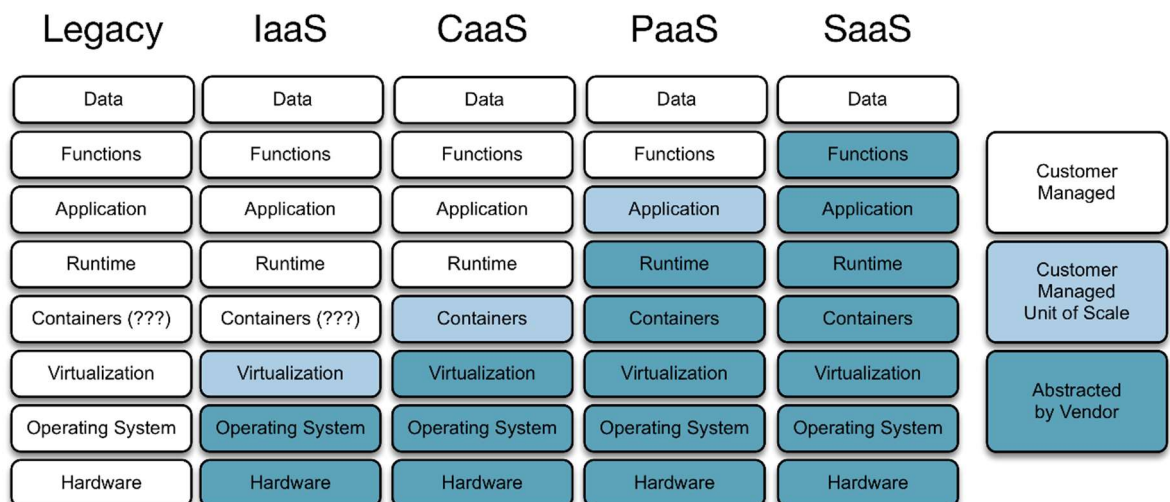 Legacy IaaS CaaS PaaS SaaS
Data Data Data Data Data
Functions Functions Functions Functions Functions
Application Application Application Application Application
Runtime Runtime Runtime Runtime Runtime
Containers (???) Containers (???) Containers Containers Containers
Virtualization Virtualization Virtualization Virtualization Virtualization
Operating System Operating System Operating System Operating System Operating System
Hardware Hardware Hardware Hardware Hardware
Customer
Managed
Customer
Managed
Unit of Scale
Abstracted
by Vendor